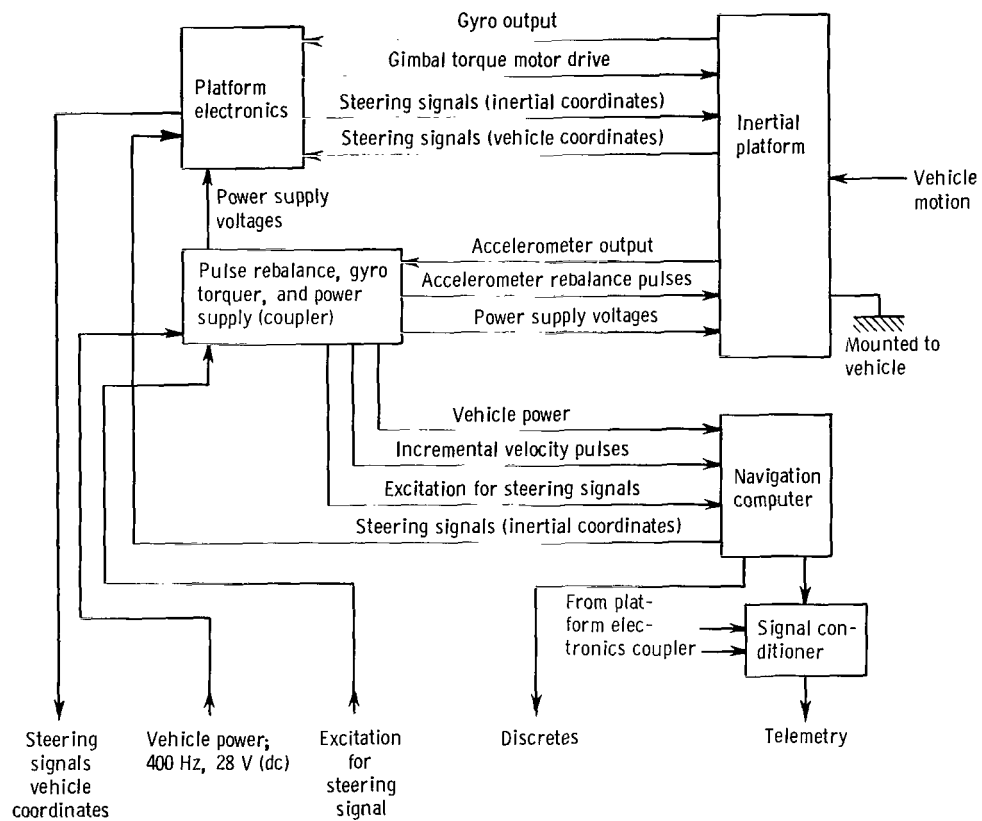 Gyro output
Gimbal torque motor drive
Steering signals (inertial coordinates)
Steering signals (vehicle coordinates)
Platform
electronics
Inertial
platform
Vehicle
motion
Power supply
voltages
Accelerometer output
Accelerometer rebalance pulses
Power supply voltages
Pulse rebalance, gyro
torquer, and power
supply (coupler)
Mounted to
vehicle
Vehicle power
Incremental velocity pulses
Excitation for steering signals
Steering signals (inertial coordinates)
Navigation
computer
From plat-
form elec-
tronics coupler
Signal con-
ditioner
Steering
signals
vehicle
coordinates
Vehicle power;
400 Hz, 28 V (dc)
Excitation
for
steering
signal
Discretes
Telemetry